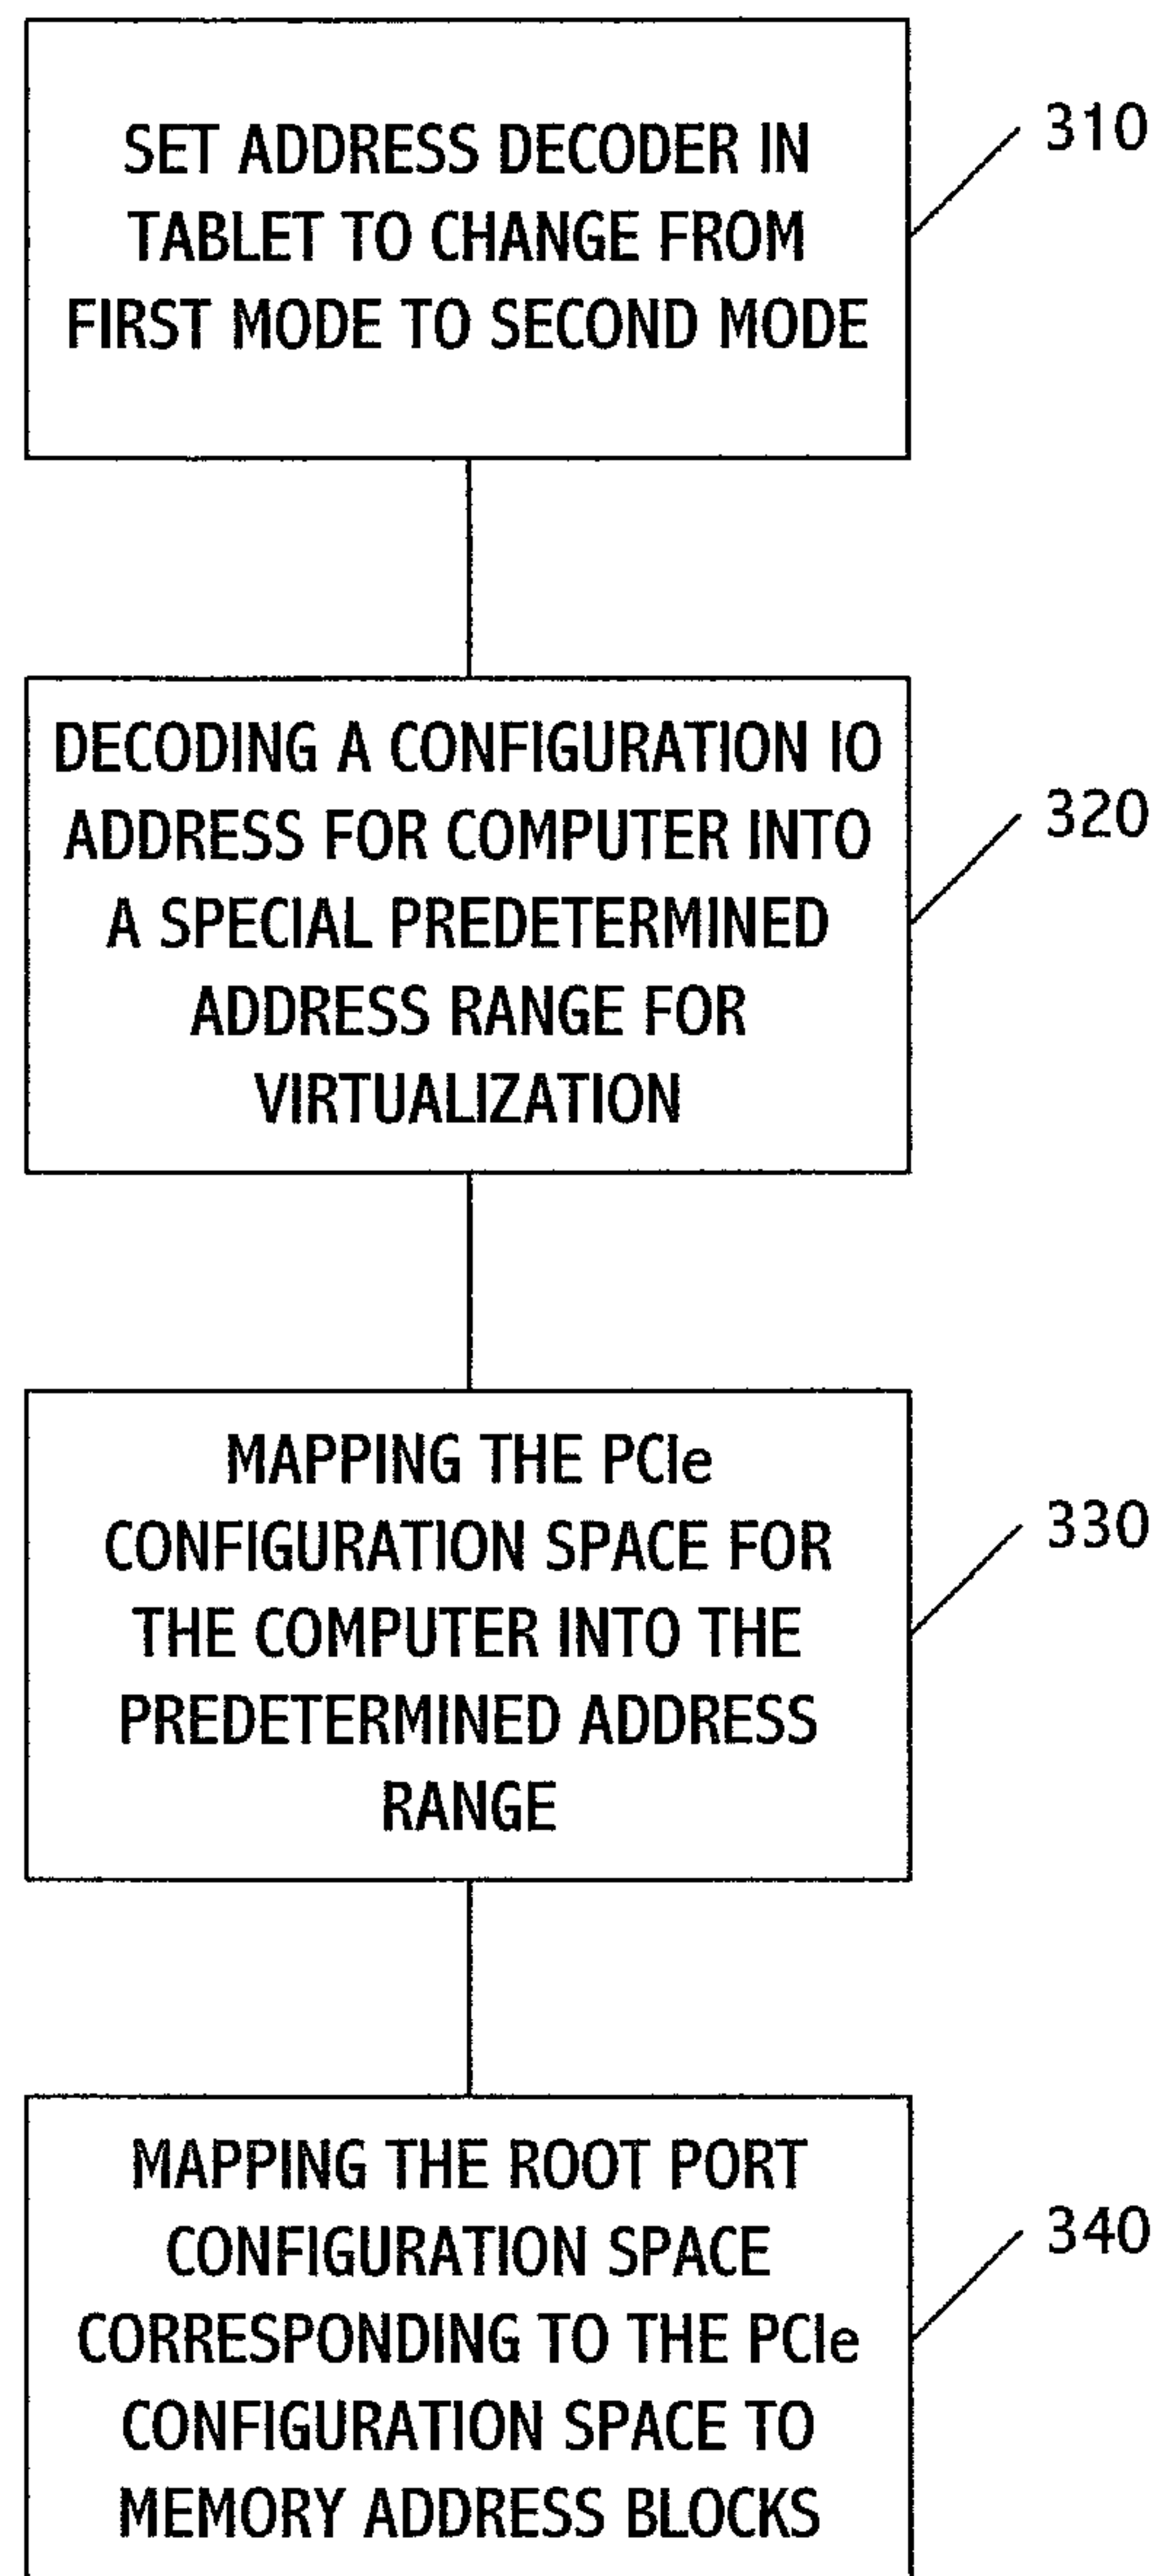 SET ADDRESS DECODER IN
TABLET TO CHANGE FROM
FIRST MODE TO SECOND MODE
310
DECODING A CONFIGURATION IO
ADDRESS FOR COMPUTER INTO
A SPECIAL PREDETERMINED
ADDRESS RANGE FOR
VIRTUALIZATION
320
MAPPING THE PCIe
CONFIGURATION SPACE FOR
THE COMPUTER INTO THE
PREDETERMINED ADDRESS
RANGE
330
MAPPING THE ROOT PORT
CONFIGURATION SPACE
CORRESPONDING TO THE PCIe
CONFIGURATION SPACE TO
MEMORY ADDRESS BLOCKS
340